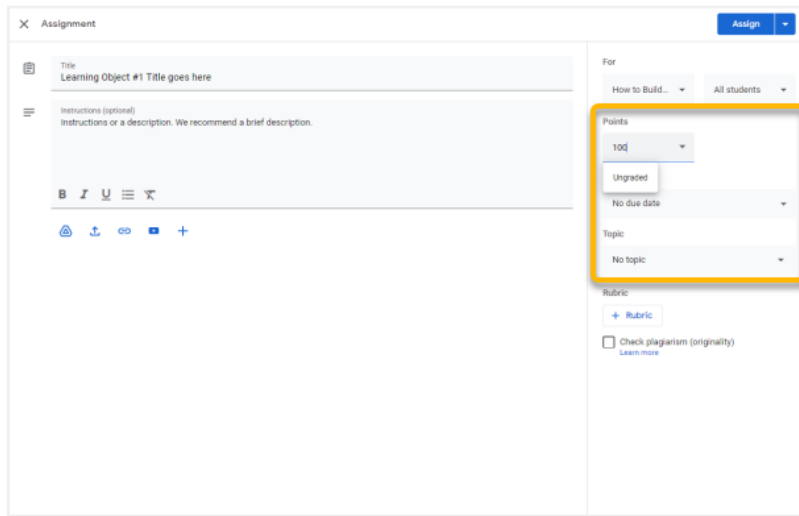 Assignment
Assign
Title
Learning Object #1 Title goes here
Instructions (optional)
Instructions or a description. We recommend a brief description.
B I U
For
How to Build...
All students
Points
100
Ungraded
No due date
Topic
No topic
Rubric
+ Rubric
Check plagiarism (originality)
Learn more